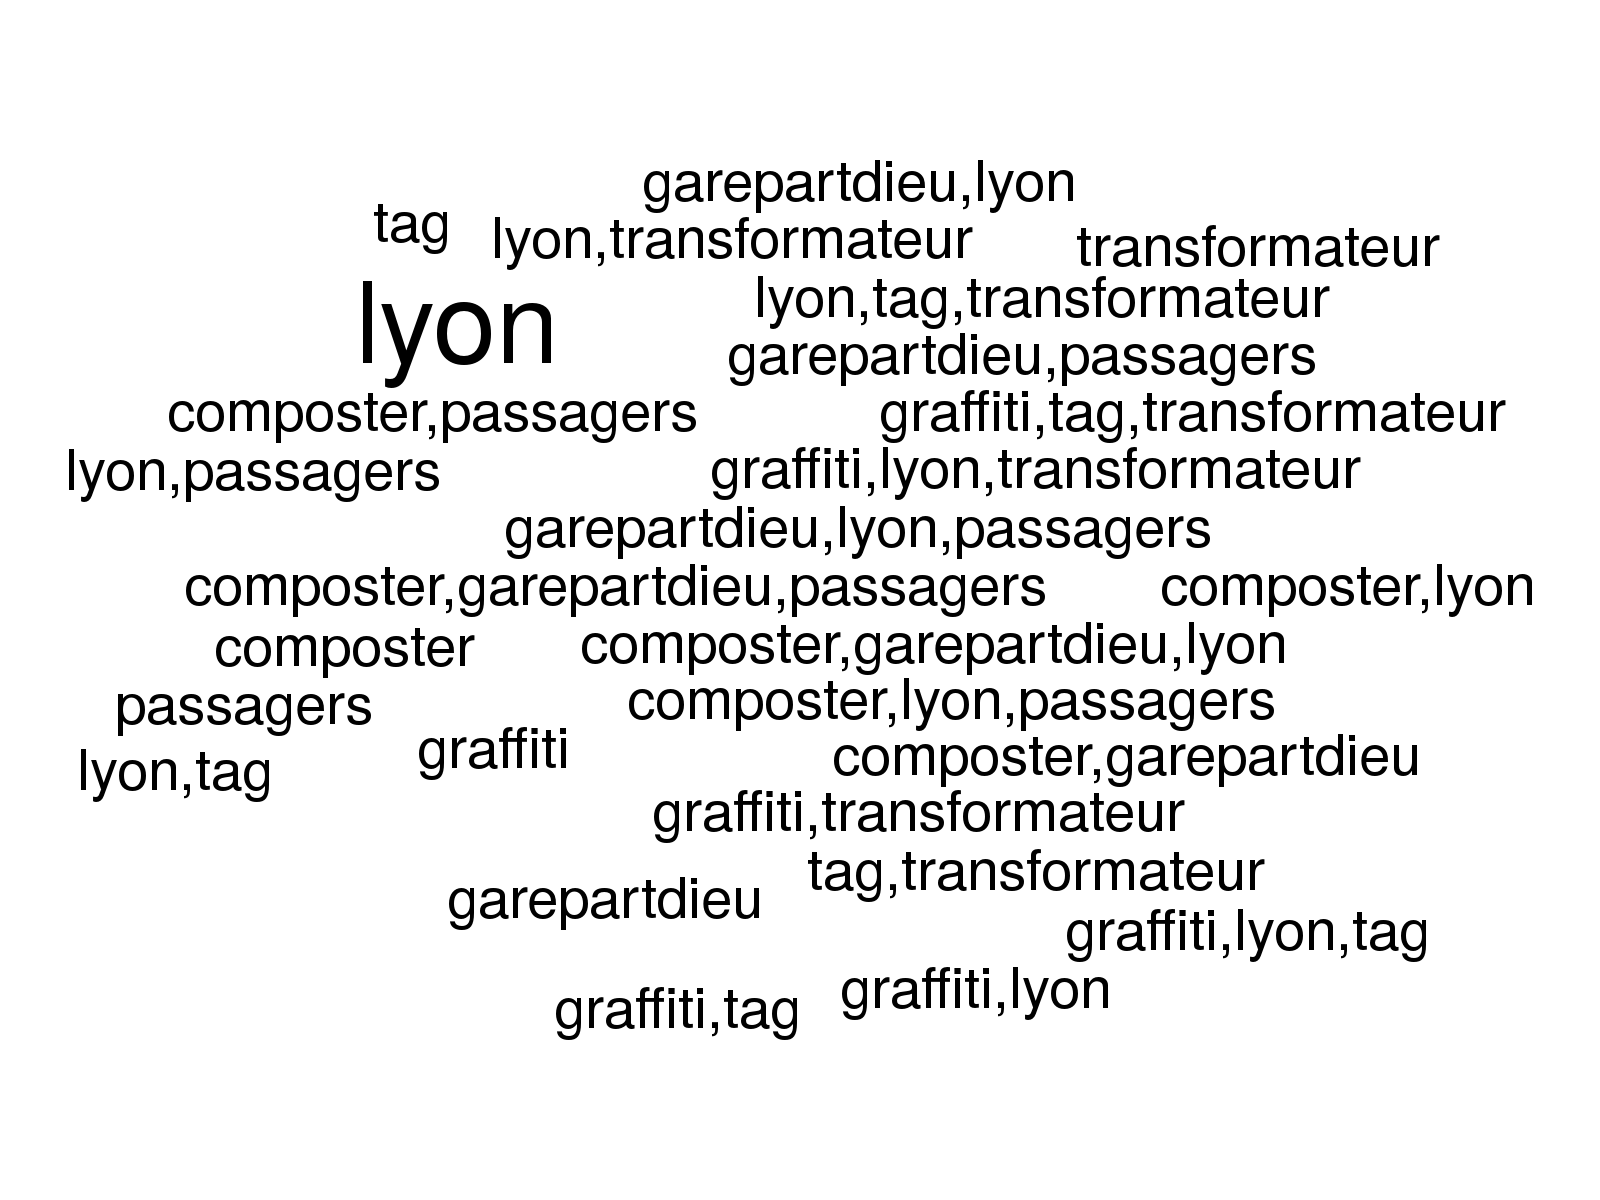 garepartdieu,lyon
tag
lyon,transformateur
transformateur
lyon
lyon,tag,transformateur
garepartdieu,passagers
composter,passagers
graffiti,tag,transformateur
lyon,passagers
graffiti,lyon,transformateur
garepartdieu,lyon,passagers
composter,garepartdieu,passagers
composter,lyon
composter
composter,garepartdieu,lyon
passagers
composter,lyon,passagers
graffiti
composter,garepartdieu
lyon,tag
graffiti,transformateur
tag,transformateur
garepartdieu
graffiti,lyon,tag
graffiti,lyon
graffiti,tag